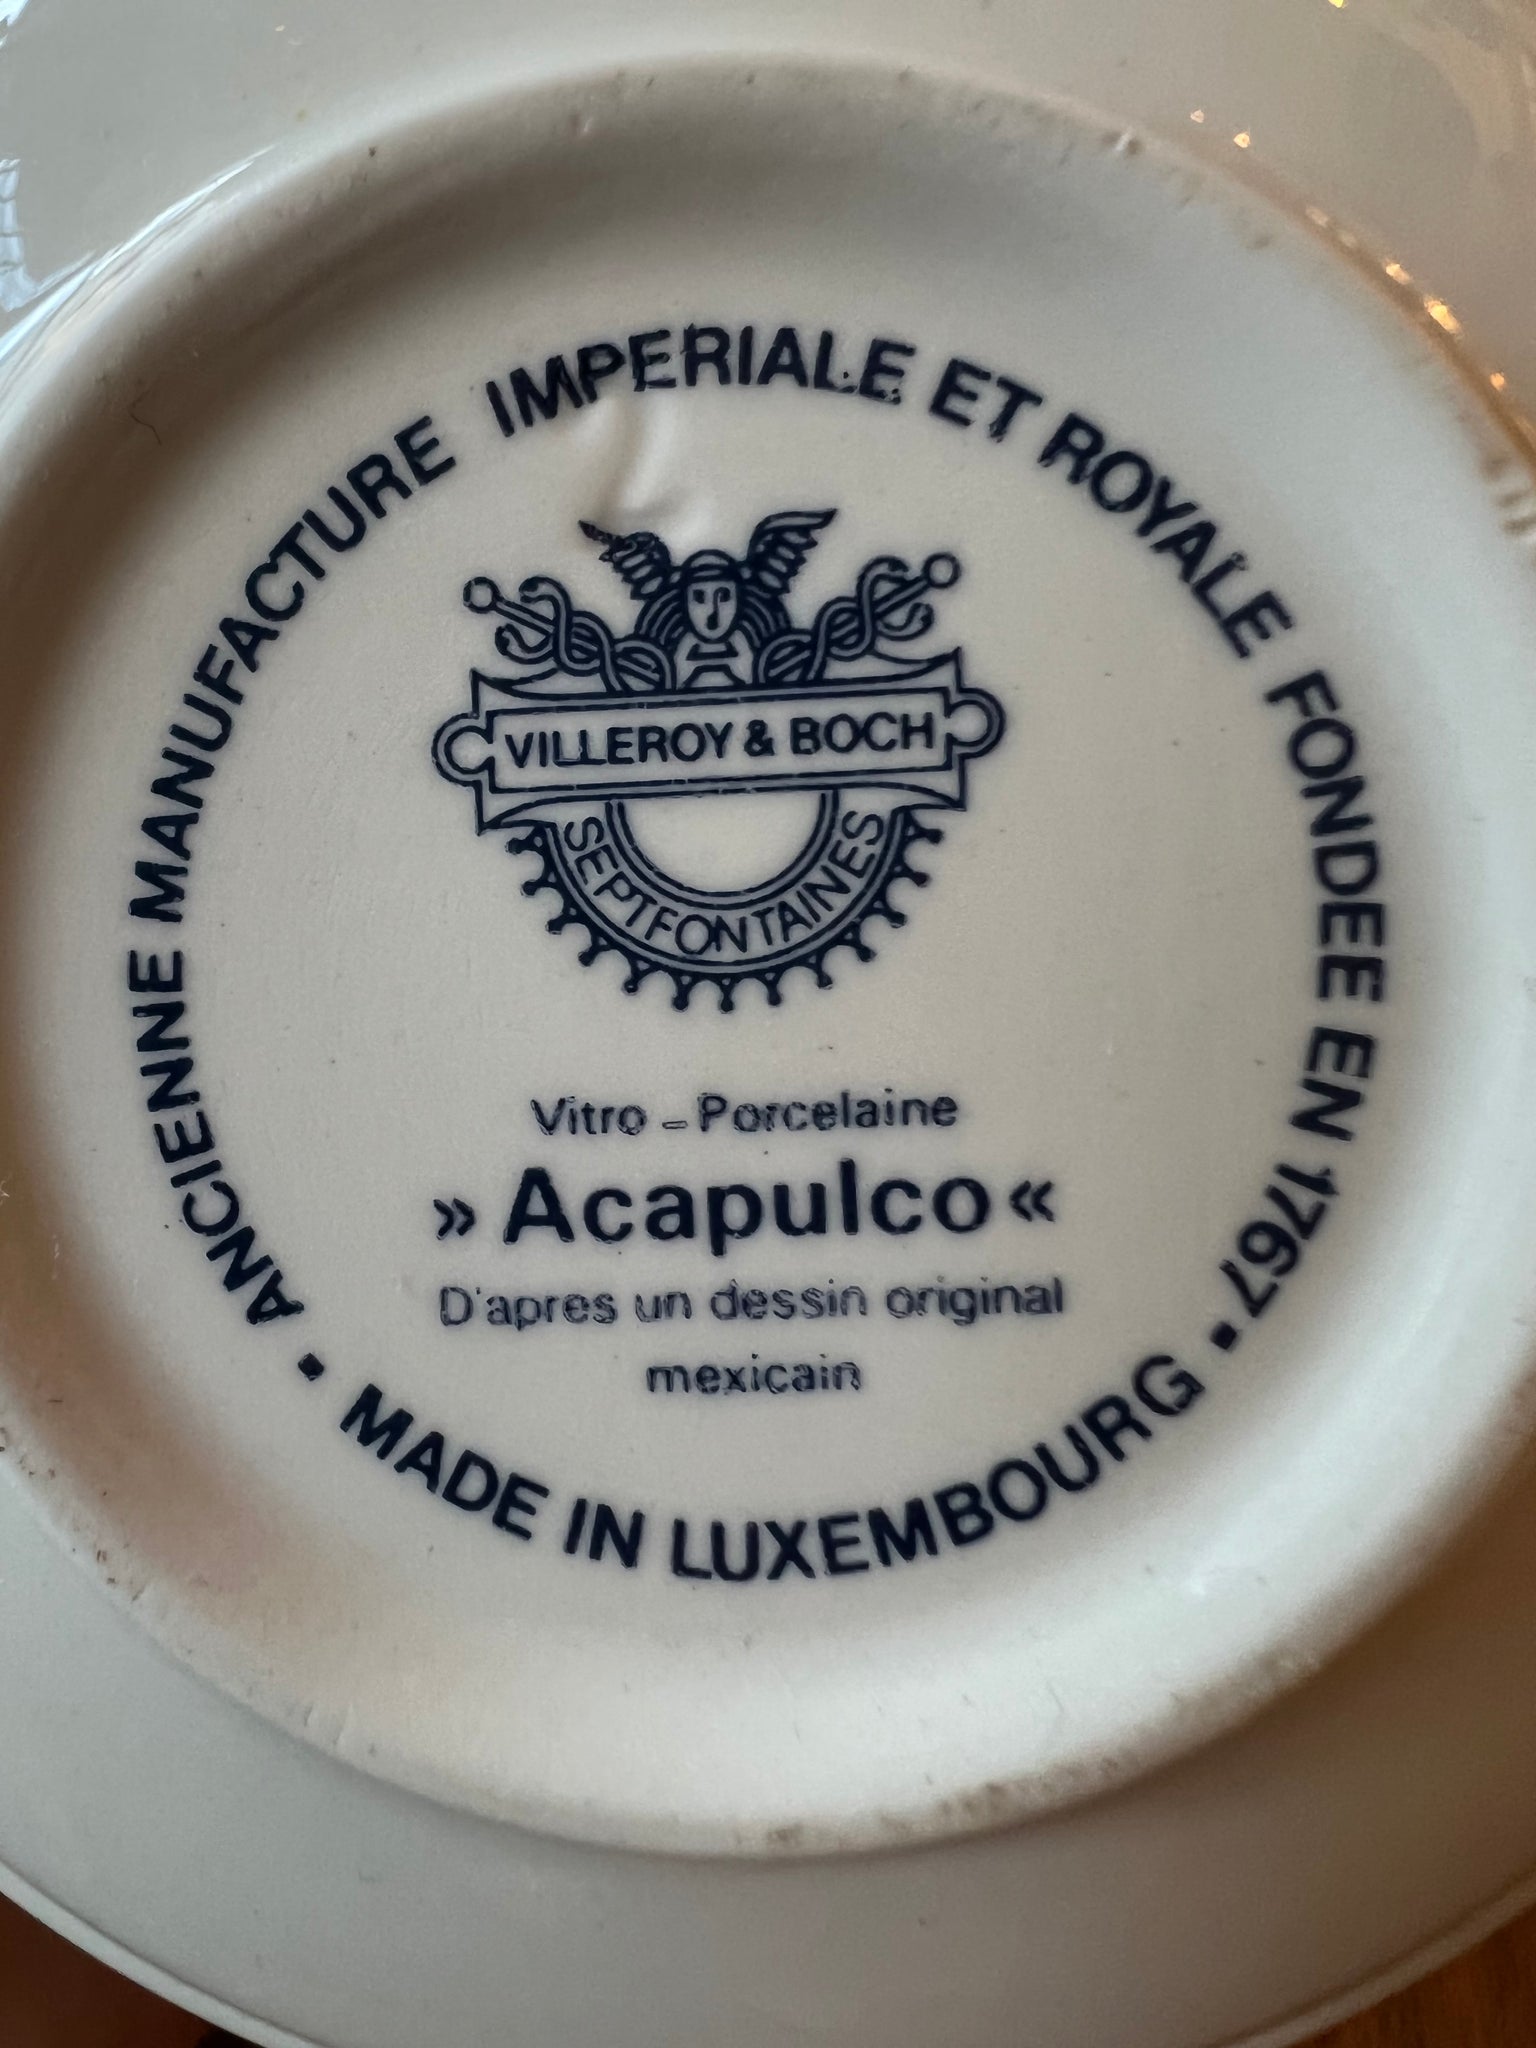 ANCIENNE MANUFACTURE IMPERIALE ET ROYALE FONDEE EN 1767 •
MADE IN LUXEMBOURG •
VILLEROY & BOCH
SEPTFONTAINES
Vitro - Porcelaine
» Acapulco «
D'apres un dessin original
mexicain